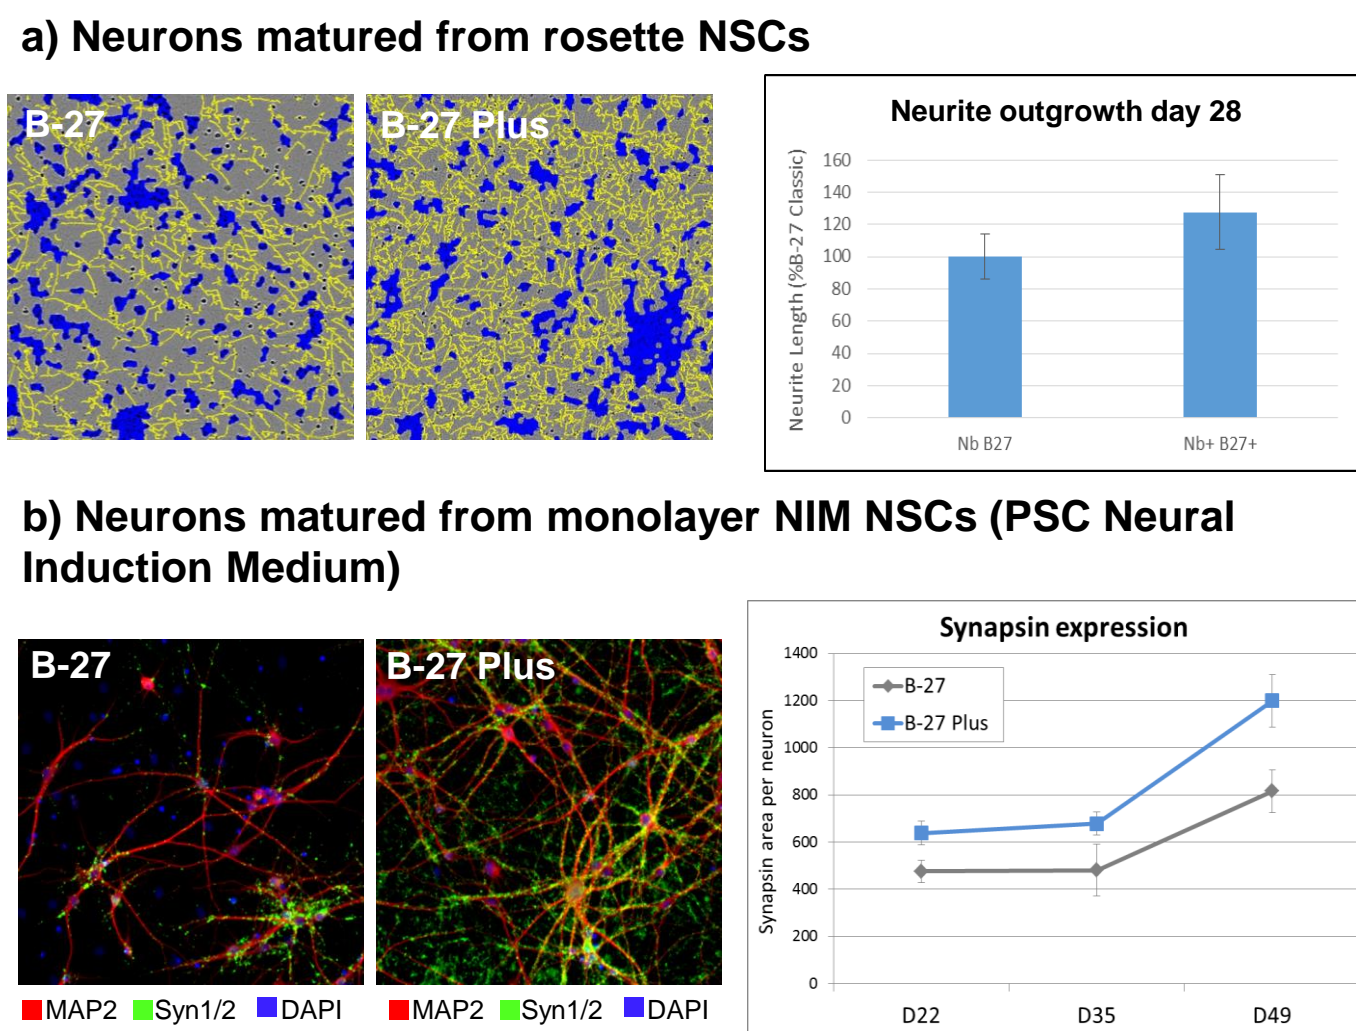 a) Neurons matured from rosette NSCs
B-27
B-27 Plus
Neurite outgrowth day 28
Neurite Length (%B-27 Classic)
160
140
120
100
80
60
40
20
0
Nb B27
Nb+ B27+
b) Neurons matured from monolayer NIM NSCs (PSC Neural
Induction Medium)
B-27
B-27 Plus
MAP2 Syn1/2 DAPI
MAP2 Syn1/2 DAPI
Synapsin expression
Synapsin area per neuron
1400
1200
1000
800
600
400
200
0
B-27
B-27 Plus
D22
D35
D49